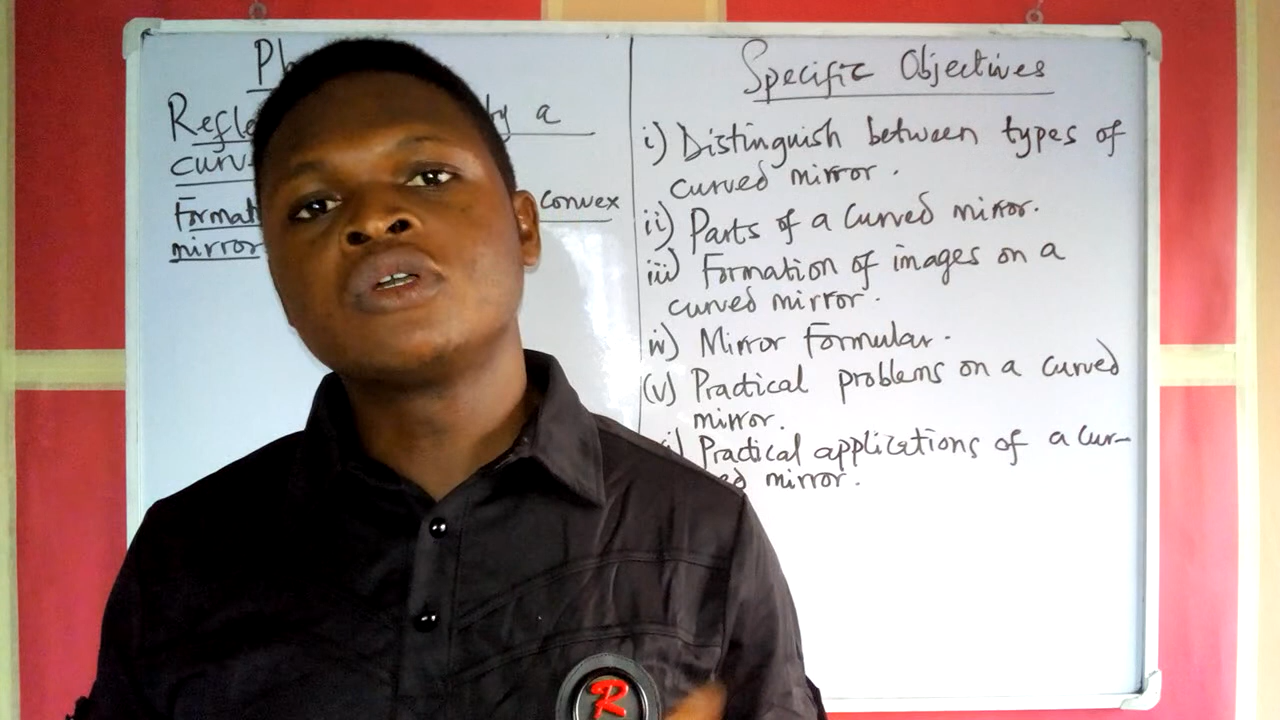 Ph
Refle by a
curv
Format convex
mirror
Specific Objectives
i) Distinguish between types of
curved mirror.
ii) Parts of a Curved mirror.
iii) Formation of images on a
curved mirror.
iv) Mirror Formular.
(v) Practical problems on a curved
mirror.
i) Practical applications of a cur-
ed mirror.
R